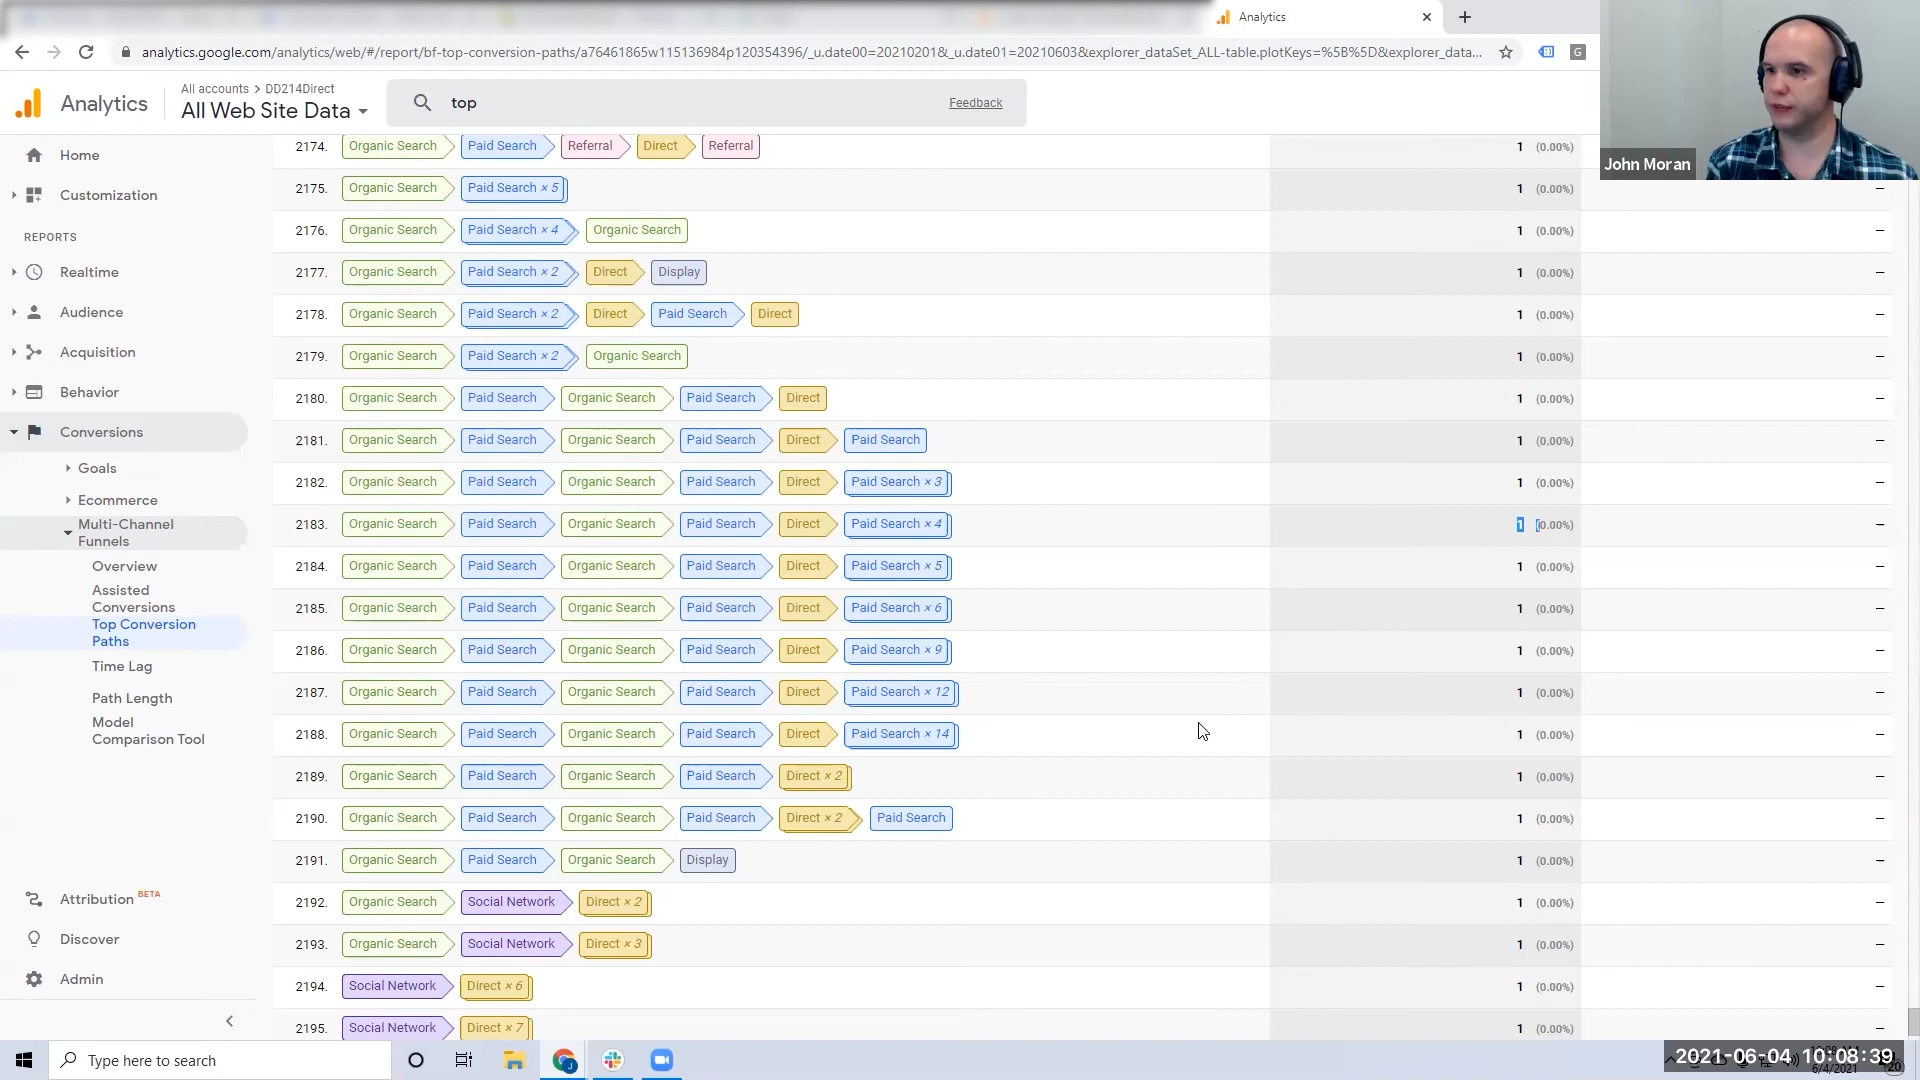 Analytics
analytics.google.com/analytics/web/#/report/bf-top-conversion-paths/a76461865w115136984p120354396/_u.date00=20210201&_u.date01=20210603&explorer_dataSet_ALL-table.plotKeys=%5B%5D&explorer_data...
G
Analytics
All accounts > DD214Direct
All Web Site Data
top
Feedback
John Moran
Home
Customization
REPORTS
Realtime
Audience
Acquisition
Behavior
Conversions
Goals
Ecommerce
Multi-Channel
Funnels
Overview
Assisted
Conversions
Top Conversion
Paths
Time Lag
Path Length
Model
Comparison Tool
Attribution BETA
Discover
Admin
2174. Organic Search Paid Search Referral Direct Referral 1 (0.00%)
2175. Organic Search Paid Search × 5 1 (0.00%) –
2176. Organic Search Paid Search × 4 Organic Search 1 (0.00%) –
2177. Organic Search Paid Search × 2 Direct Display 1 (0.00%) –
2178. Organic Search Paid Search × 2 Direct Paid Search Direct 1 (0.00%) –
2179. Organic Search Paid Search × 2 Organic Search 1 (0.00%) –
2180. Organic Search Paid Search Organic Search Paid Search Direct 1 (0.00%) –
2181. Organic Search Paid Search Organic Search Paid Search Direct Paid Search 1 (0.00%) –
2182. Organic Search Paid Search Organic Search Paid Search Direct Paid Search × 3 1 (0.00%) –
2183. Organic Search Paid Search Organic Search Paid Search Direct Paid Search × 4 1 (0.00%) –
2184. Organic Search Paid Search Organic Search Paid Search Direct Paid Search × 5 1 (0.00%) –
2185. Organic Search Paid Search Organic Search Paid Search Direct Paid Search × 6 1 (0.00%) –
2186. Organic Search Paid Search Organic Search Paid Search Direct Paid Search × 9 1 (0.00%) –
2187. Organic Search Paid Search Organic Search Paid Search Direct Paid Search × 12 1 (0.00%) –
2188. Organic Search Paid Search Organic Search Paid Search Direct Paid Search × 14 1 (0.00%) –
2189. Organic Search Paid Search Organic Search Paid Search Direct × 2 1 (0.00%) –
2190. Organic Search Paid Search Organic Search Paid Search Direct × 2 Paid Search 1 (0.00%) –
2191. Organic Search Paid Search Organic Search Display 1 (0.00%) –
2192. Organic Search Social Network Direct × 2 1 (0.00%) –
2193. Organic Search Social Network Direct × 3 1 (0.00%) –
2194. Social Network Direct × 6 1 (0.00%) –
2195. Social Network Direct × 7 1 (0.00%) –
Type here to search
2021-06-04 10:08:39
6/4/2021
20